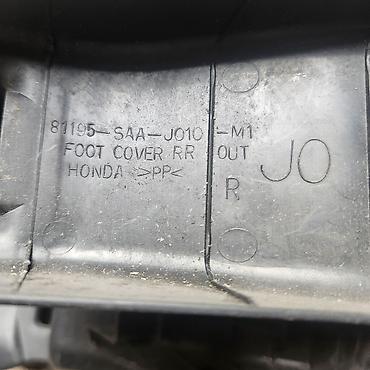 81195-SAA-J010-M1
FOOT COVER RR OUT
HONDA >PP<
R
J0